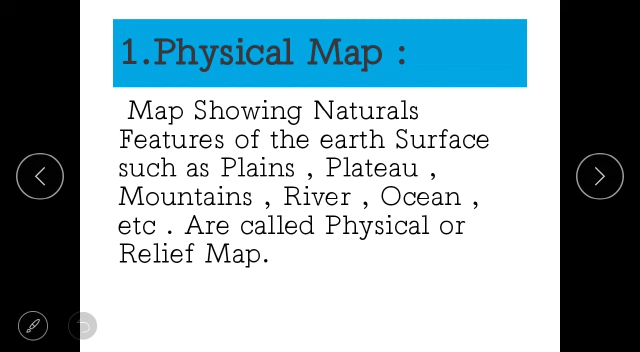 1.Physical Map :
Map Showing Naturals
Features of the earth Surface
such as Plains , Plateau ,
Mountains , River , Ocean ,
etc . Are called Physical or
Relief Map.